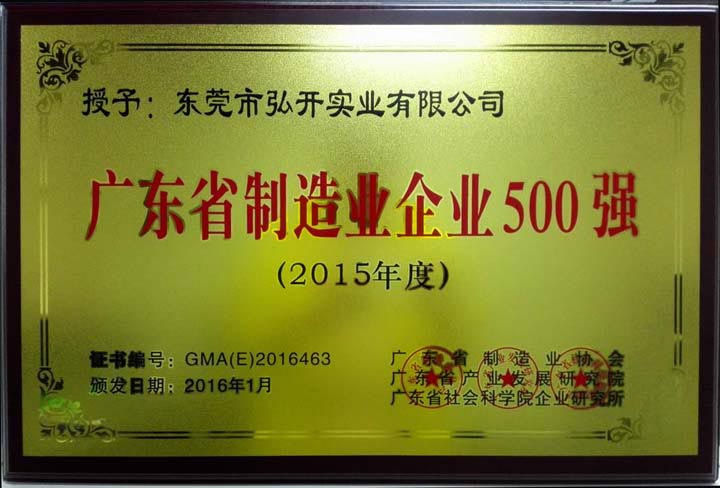 授予：东莞市弘开实业有限公司
广东省制造业企业500强
(2015年度)
证书编号：GMA(E)2016463
颁发日期：2016年1月
广东省制造业协会
广东省产业发展研究院
广东省社会科学院企业研究所